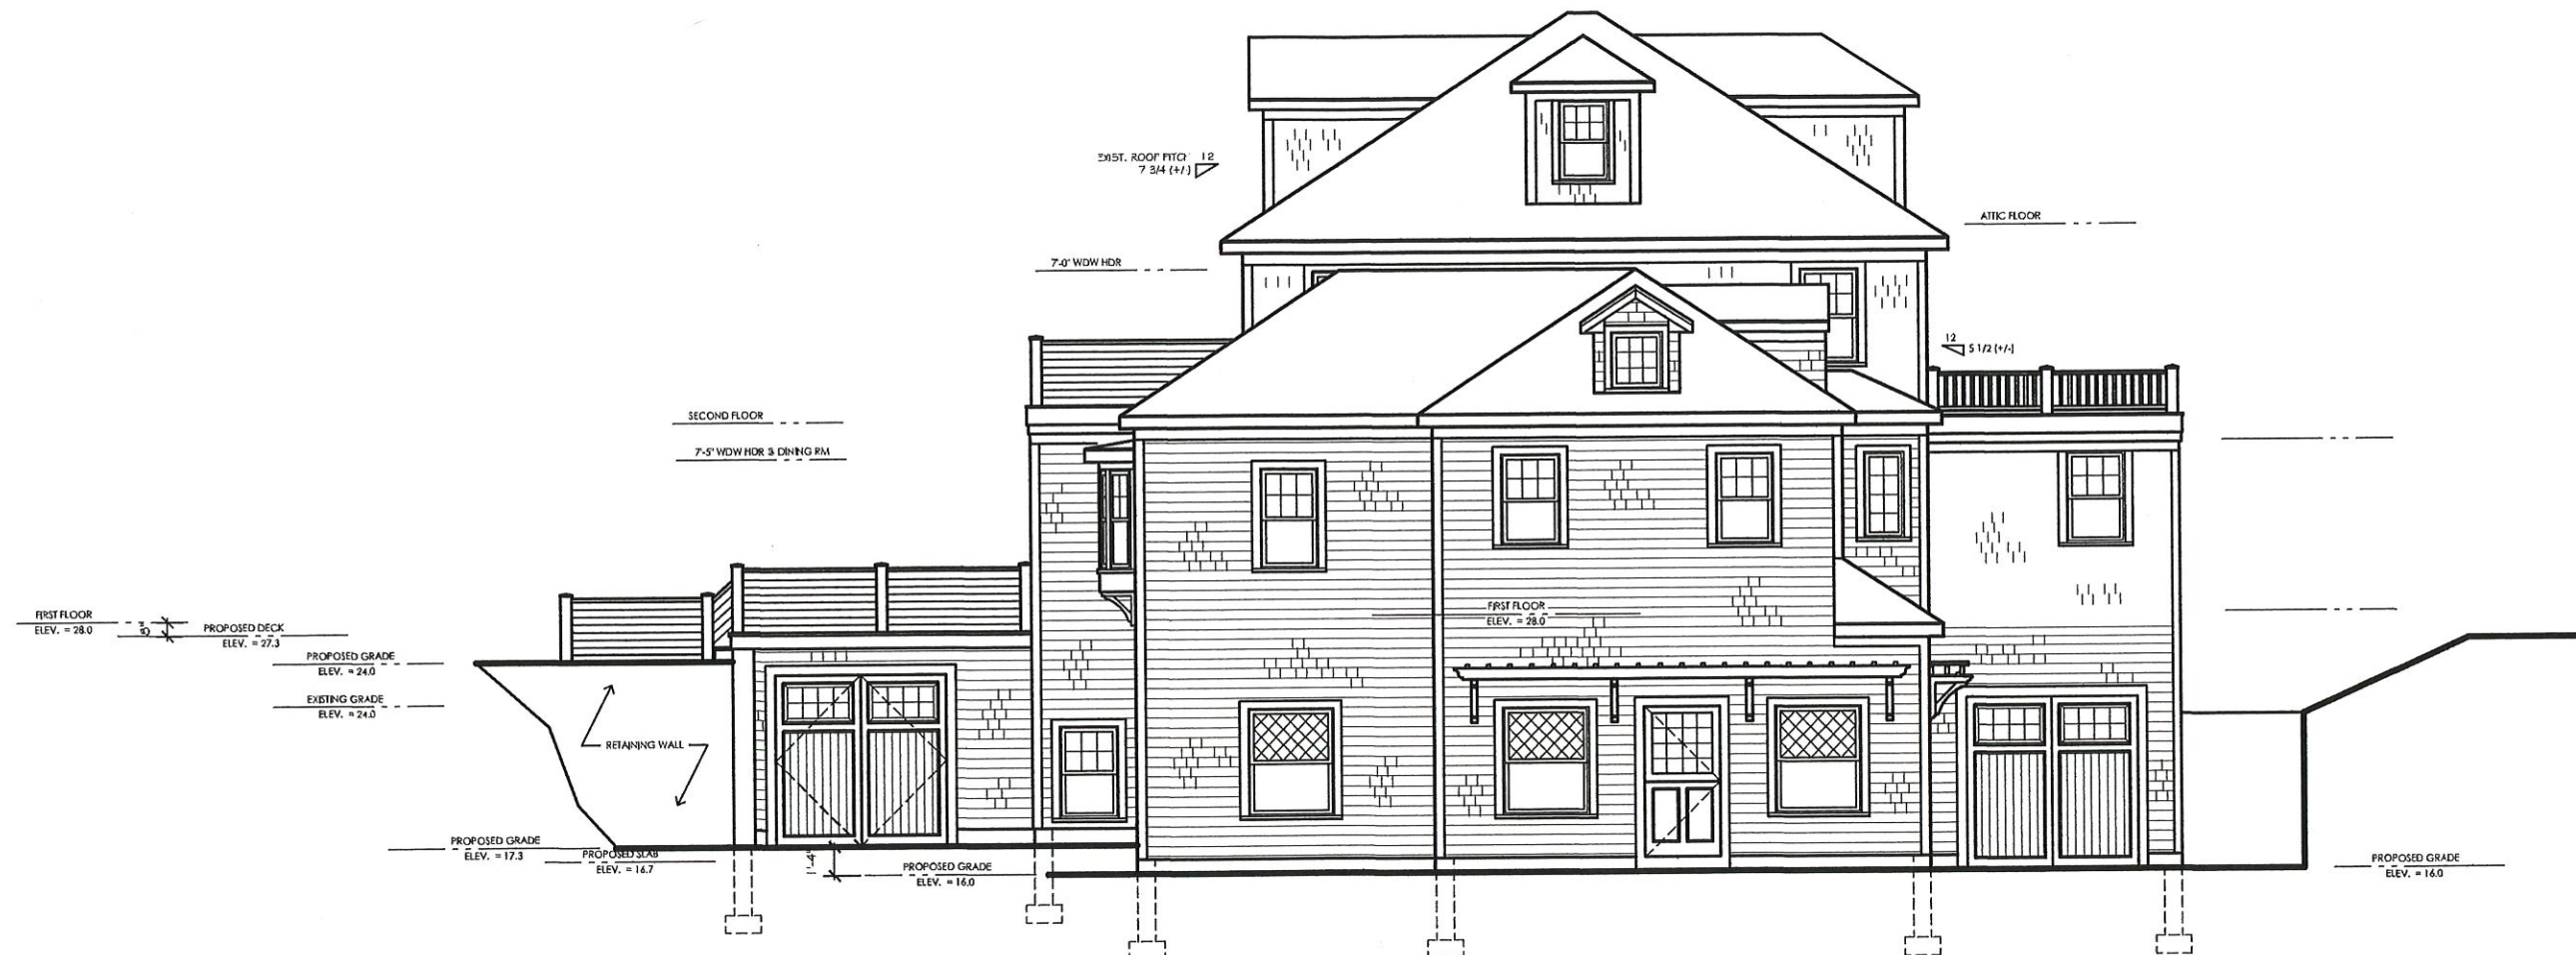 EXIST. ROOF PITCH 12
7 3/4 (+/-)
ATTIC FLOOR
7'-0" WDW HDR
12
5 1/2 (+/-)
SECOND FLOOR
7'-5" WDW HDR @ DINING RM
FIRST FLOOR
ELEV. = 28.0
PROPOSED DECK
ELEV. = 27.3
FIRST FLOOR
ELEV. = 28.0
PROPOSED GRADE
ELEV. = 24.0
EXISTING GRADE
ELEV. = 24.0
RETAINING WALL
PROPOSED GRADE
ELEV. = 17.3
PROPOSED SLAB
ELEV. = 16.7
PROPOSED GRADE
ELEV. = 16.0
PROPOSED GRADE
ELEV. = 16.0